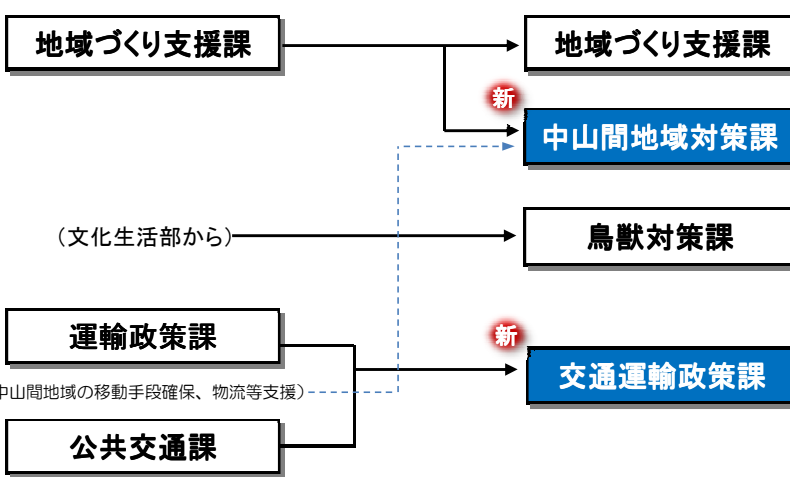 地域づくり支援課
地域づくり支援課
新
中山間地域対策課
（文化生活部から）
鳥獣対策課
運輸政策課
新
交通運輸政策課
中山間地域の移動手段確保、物流等支援）
公共交通課